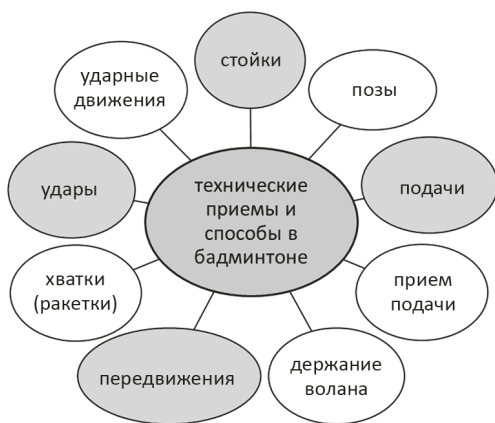 стойки
ударные
движения
позы
удары
технические
приемы и
способы в
бадминтоне
подачи
хватки
(ракетки)
прием
подачи
передвижения
держание
волана